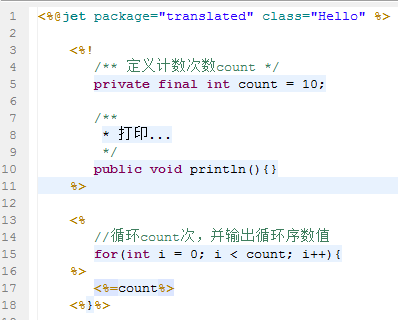 1 <%@jet package="translated" class="Hello" %>
2
3 <%!
4 /** 定义计数次数count */
5 private final int count = 10;
6
7 /**
8 * 打印...
9 */
10 public void println(){}
11 %>
12
13 <%
14 //循环count次，并输出循环序数值
15 for(int i = 0; i < count; i++){
16 %>
17 <%=count%>
18 <%}%>